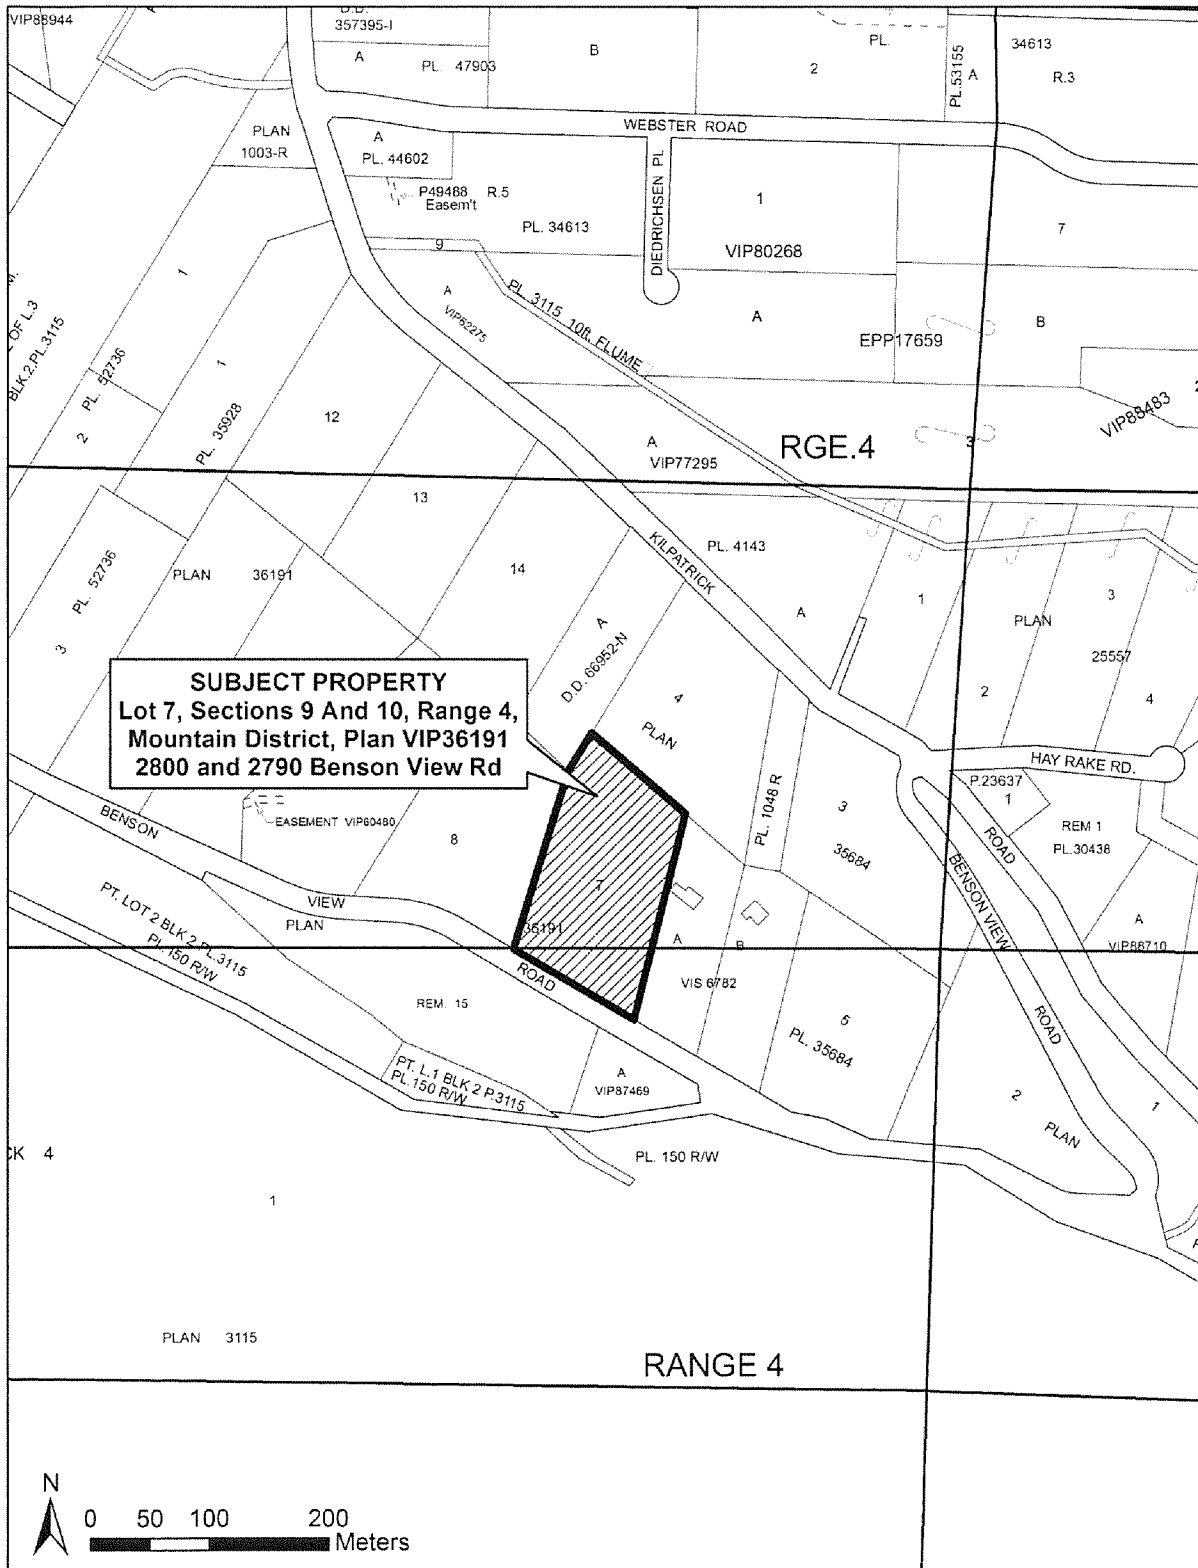 VIP88944
D.D.
357395-I
A
PL. 47903
B
PL.
2
PL.53155
A
34613
R.3
WEBSTER ROAD
PLAN
1003-R
A
PL. 44602
P49488 R.5
Easem't
PL. 34613
9
DIEDRICHSEN PL
1
VIP80268
7
1
A
VIP62275
PL. 3115 10ft. FLUME
A
EPP17659
B
OF L.3
BLK.2.PL.3115
PL. 52736
2
1
PL. 35928
12
A
VIP77295
RGE.4
3
VIP88483
2
13
KILPATRICK
PL. 4143
PL. 52736
3
PLAN 36191
14
A
D.D. 66952-N
A
1
PLAN
3
25557
2
4
SUBJECT PROPERTY
Lot 7, Sections 9 And 10, Range 4,
Mountain District, Plan VIP36191
2800 and 2790 Benson View Rd
4
PLAN
PL. 1048 R
3
35684
HAY RAKE RD.
P.23637
1
ROAD
REM 1
PL.30438
BENSON
EASEMENT VIP60480
8
7
36191
VIEW
PLAN
ROAD
A
B
VIS 6782
BENSON VIEW
ROAD
A
VIP88710
PT. LOT 2 BLK 2 PL.3115
PL.150 R/W
REM. 15
5
PL. 35684
PT. L.1 BLK 2 P.3115
PL.150 R/W
A
VIP87469
2
PLAN
1
PL. 150 R/W
CK 4
1
PLAN 3115
RANGE 4
N
0 50 100 200
Meters